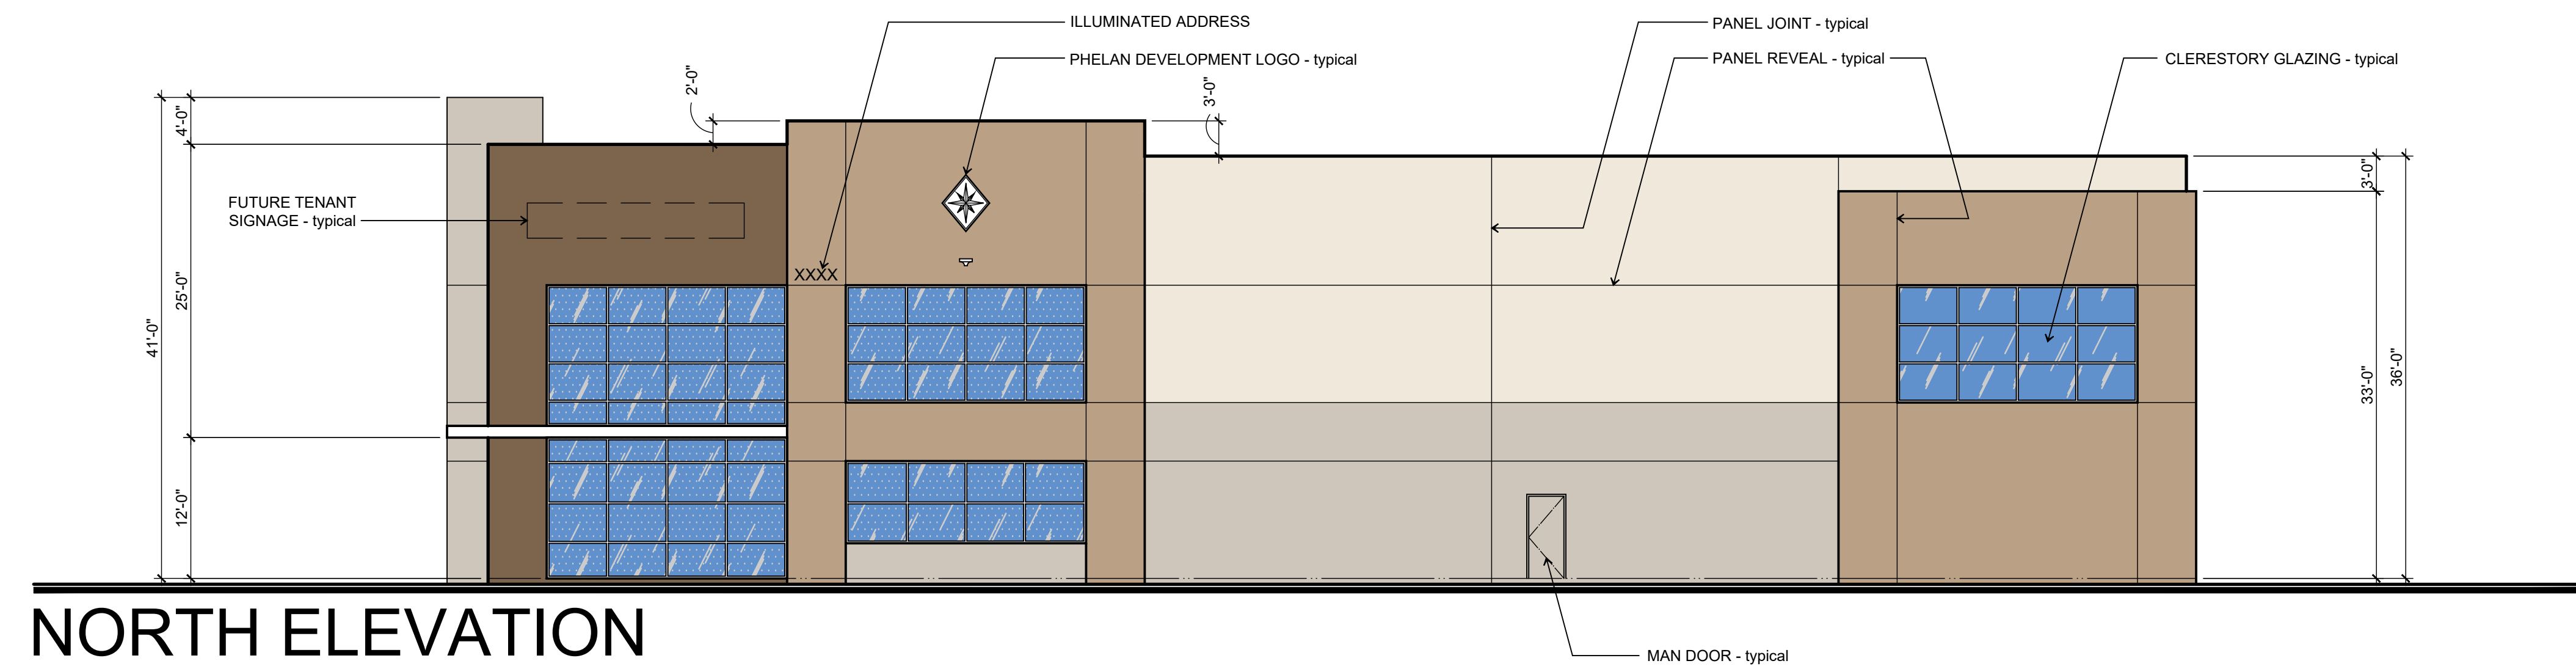 ILLUMINATED ADDRESS
PHELAN DEVELOPMENT LOGO - typical
PANEL JOINT - typical
PANEL REVEAL - typical
CLERESTORY GLAZING - typical
2'-0"
3'-0"
4'-0"
25'-0"
12'-0"
41'-0"
FUTURE TENANT
SIGNAGE - typical
XXXX
3'-0"
33'-0"
36'-0"
NORTH ELEVATION
MAN DOOR - typical